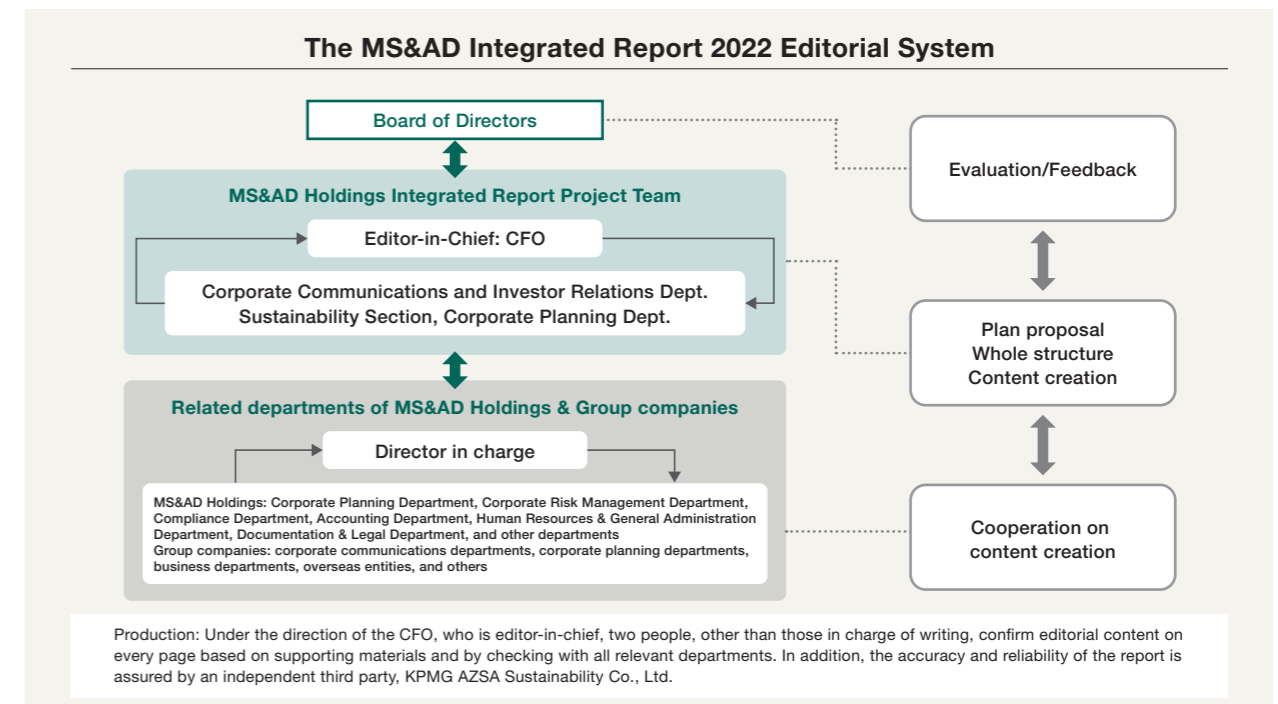 The MS&AD Integrated Report 2022 Editorial System
Board of Directors
MS&AD Holdings Integrated Report Project Team
Editor-in-Chief: CFO
Corporate Communications and Investor Relations Dept.
Sustainability Section, Corporate Planning Dept.
Related departments of MS&AD Holdings & Group companies
Director in charge
MS&AD Holdings: Corporate Planning Department, Corporate Risk Management Department,
Compliance Department, Accounting Department, Human Resources & General Administration
Department, Documentation & Legal Department, and other departments
Group companies: corporate communications departments, corporate planning departments,
business departments, overseas entities, and others
Evaluation/Feedback
Plan proposal
Whole structure
Content creation
Cooperation on
content creation
Production: Under the direction of the CFO, who is editor-in-chief, two people, other than those in charge of writing, confirm editorial content on
every page based on supporting materials and by checking with all relevant departments. In addition, the accuracy and reliability of the report is
assured by an independent third party, KPMG AZSA Sustainability Co., Ltd.